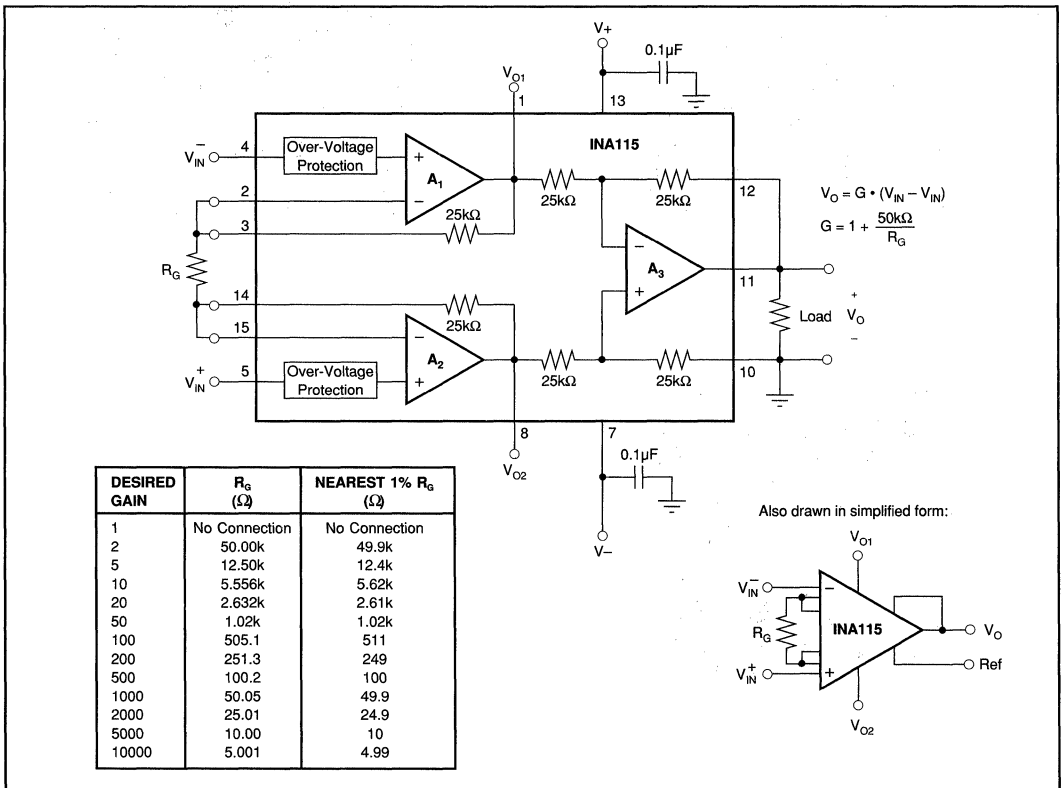 V+
0.1µF
V_O1
1
13
INA115
V_IN^-
4
Over-Voltage
Protection
+
A₁
−
2
3
25kΩ
25kΩ
25kΩ
12
V_O = G • (V_IN – V_IN)
G = 1 + 50kΩ
R_G
−
A₃
+
11
R_G
14
15
25kΩ
−
A₂
+
Load
+
V_O
−
V_IN^+
5
Over-Voltage
Protection
25kΩ
25kΩ
10
8
V_O2
7
0.1µF
V–
DESIRED GAIN R_G (Ω) NEAREST 1% R_G (Ω)
1 No Connection No Connection
2 50.00k 49.9k
5 12.50k 12.4k
10 5.556k 5.62k
20 2.632k 2.61k
50 1.02k 1.02k
100 505.1 511
200 251.3 249
500 100.2 100
1000 50.05 49.9
2000 25.01 24.9
5000 10.00 10
10000 5.001 4.99
Also drawn in simplified form:
V_O1
V_IN^-
−
R_G
INA115
V_O
Ref
V_IN^+
+
V_O2